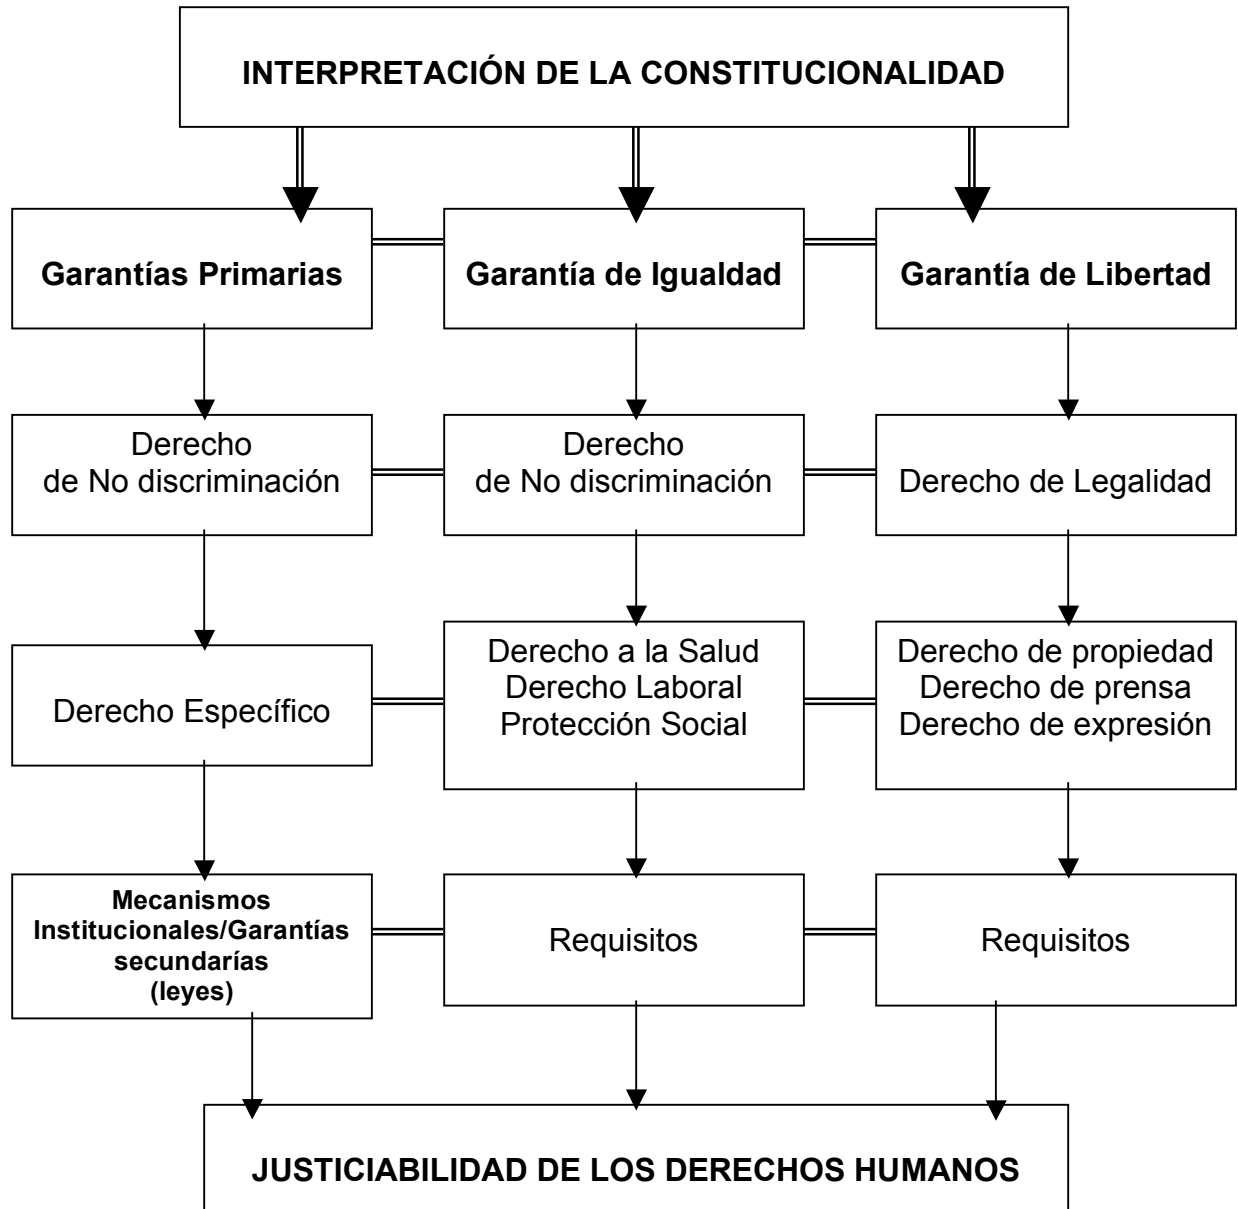 INTERPRETACIÓN DE LA CONSTITUCIONALIDAD
Garantías Primarias
Garantía de Igualdad
Garantía de Libertad
Derecho
de No discriminación
Derecho
de No discriminación
Derecho de Legalidad
Derecho Específico
Derecho a la Salud
Derecho Laboral
Protección Social
Derecho de propiedad
Derecho de prensa
Derecho de expresión
Mecanismos
Institucionales/Garantías
secundarías
(leyes)
Requisitos
Requisitos
JUSTICIABILIDAD DE LOS DERECHOS HUMANOS